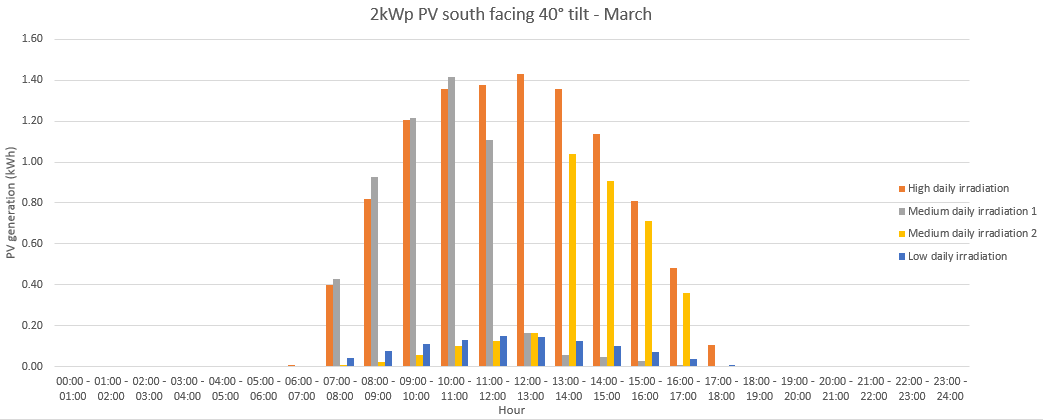 2kWp PV south facing 40° tilt - March
1.60
1.40
1.20
1.00
0.80
0.60
0.40
0.20
0.00
PV generation (kWh)
00:00 - 01:00 - 02:00 - 03:00 - 04:00 - 05:00 - 06:00 - 07:00 - 08:00 - 09:00 - 10:00 - 11:00 - 12:00 - 13:00 - 14:00 - 15:00 - 16:00 - 17:00 - 18:00 - 19:00 - 20:00 - 21:00 - 22:00 - 23:00 -
01:00 02:00 03:00 04:00 05:00 06:00 07:00 08:00 09:00 10:00 11:00 12:00 13:00 14:00 15:00 16:00 17:00 18:00 19:00 20:00 21:00 22:00 23:00 24:00
Hour
High daily irradiation
Medium daily irradiation 1
Medium daily irradiation 2
Low daily irradiation